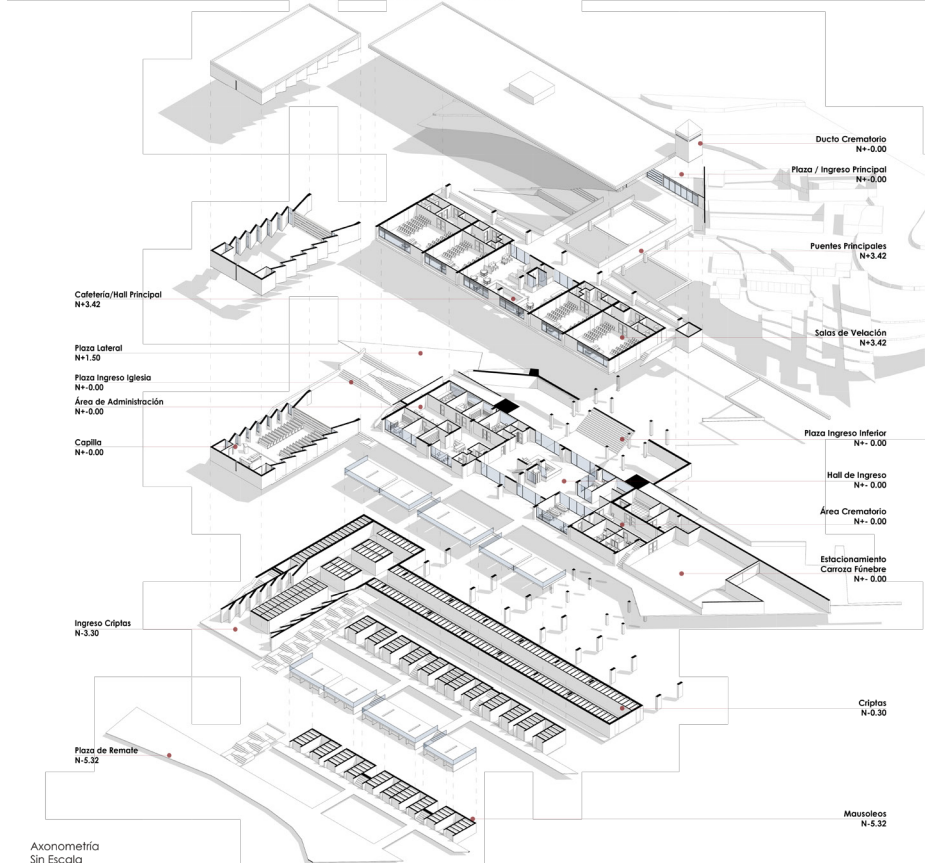 Ducto Crematorio
N+-0.00
Plaza / Ingreso Principal
N+-0.00
Puentes Principales
N+3.42
Cafetería/Hall Principal
N+3.42
Salas de Velación
N+3.42
Plaza Lateral
N+1.50
Plaza Ingreso Iglesia
N+-0.00
Área de Administración
N+-0.00
Capilla
N+-0.00
Plaza Ingreso Inferior
N+- 0.00
Hall de Ingreso
N+- 0.00
Área Crematorio
N+- 0.00
Estacionamiento
Carroza Fúnebre
N+- 0.00
Ingreso Criptas
N-3.30
Criptas
N-0.30
Plaza de Remate
N-5.32
Mausoleos
N-5.32
Axonometría
Sin Escala